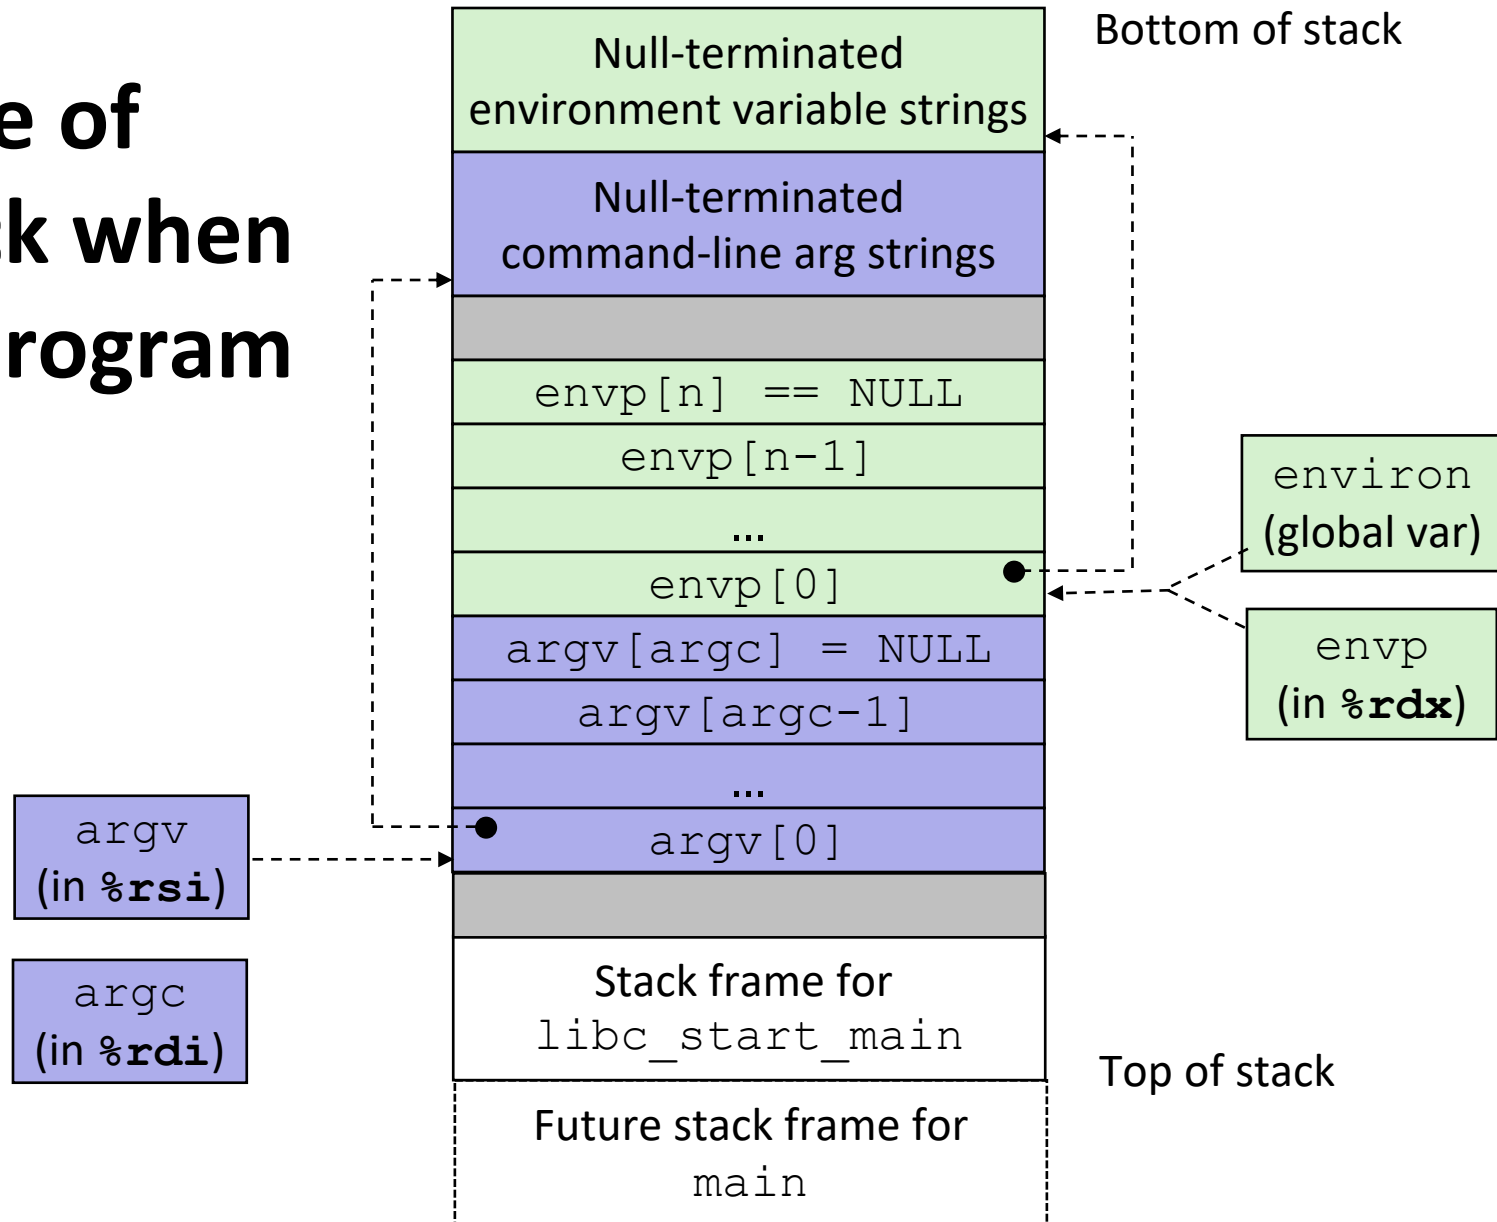 e of
k when
rogram
Bottom of stack
Null-terminated
environment variable strings
Null-terminated
command-line arg strings
envp[n] == NULL
envp[n-1]
...
envp[0]
argv[argc] = NULL
argv[argc-1]
...
argv[0]
environ
(global var)
envp
(in %rdx)
argv
(in %rsi)
argc
(in %rdi)
Stack frame for
libc_start_main
Top of stack
Future stack frame for
main